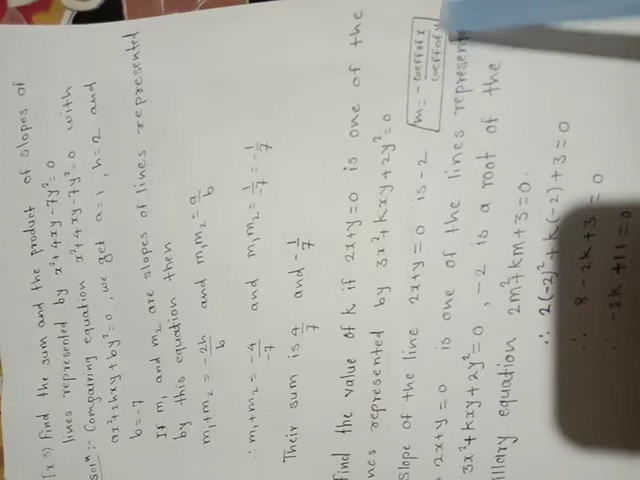 Ex 3) Find the sum and the product of slopes of
lines represented by x²+4xy-7y²=0
Solⁿ:- Comparing equation x²+4xy-7y²=0 with
ax²+2hxy+by²=0, we get a=1, h=2 and
b=-7
If m₁ and m₂ are slopes of lines represented
by this equation then
m₁+m₂ = -2h/b and m₁m₂ = a/b
∴ m₁+m₂ = -4/-7 and m₁m₂ = 1/-7 = -1/7
Their sum is 4/7 and -1/7
Find the value of k if 2x+y=0 is one of the
nes represented by 3x²+kxy+2y²=0
Slope of the line 2x+y=0 is -2
m = -coeff of x/coeff of y
2x+y=0 is one of the lines represent
3x²+kxy+2y²=0, -2 is a root of the
illary equation 2m²+km+3=0.
∴ 2(-2)²+k(-2)+3=0
∴ 8-2k+3=0
∴ -2k+11=0